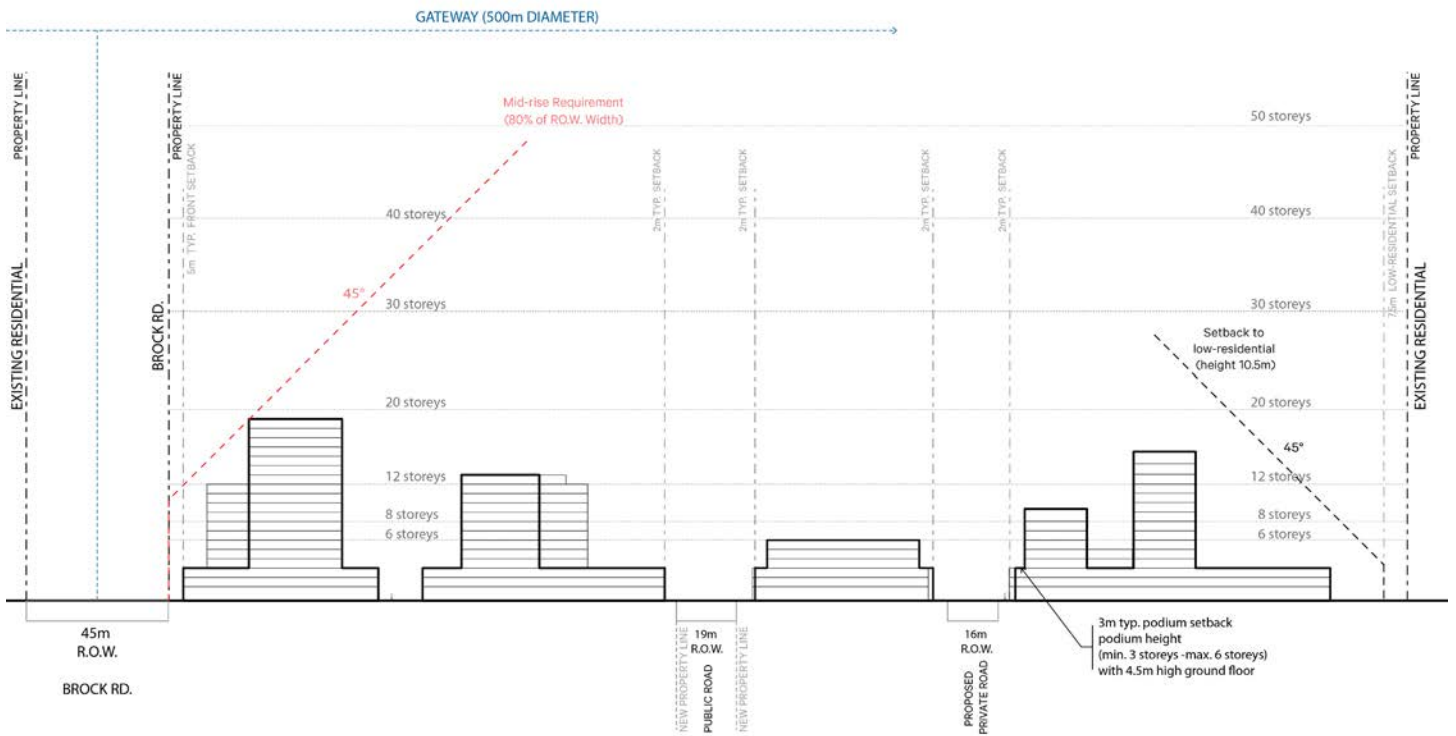 GATEWAY (500m DIAMETER)
PROPERTY LINE
PROPERTY LINE
Mid-rise Requirement
(80% of R.O.W. Width)
50 storeys
PROPERTY LINE
5m TYP. FRONT SETBACK
2m TYP. SETBACK
2m TYP. SETBACK
2m TYP. SETBACK
2m TYP. SETBACK
7.5m LOW-RESIDENTIAL SETBACK
40 storeys
40 storeys
45°
30 storeys
30 storeys
EXISTING RESIDENTIAL
BROCK RD.
EXISTING RESIDENTIAL
Setback to
low-residential
(height 10.5m)
20 storeys
20 storeys
45°
12 storeys
12 storeys
8 storeys
8 storeys
6 storeys
6 storeys
45m
R.O.W.
BROCK RD.
NEW PROPERTY LINE
19m
R.O.W.
PUBLIC ROAD
NEW PROPERTY LINE
16m
R.O.W.
PROPOSED
PRIVATE ROAD
3m typ. podium setback
podium height
(min. 3 storeys -max. 6 storeys)
with 4.5m high ground floor